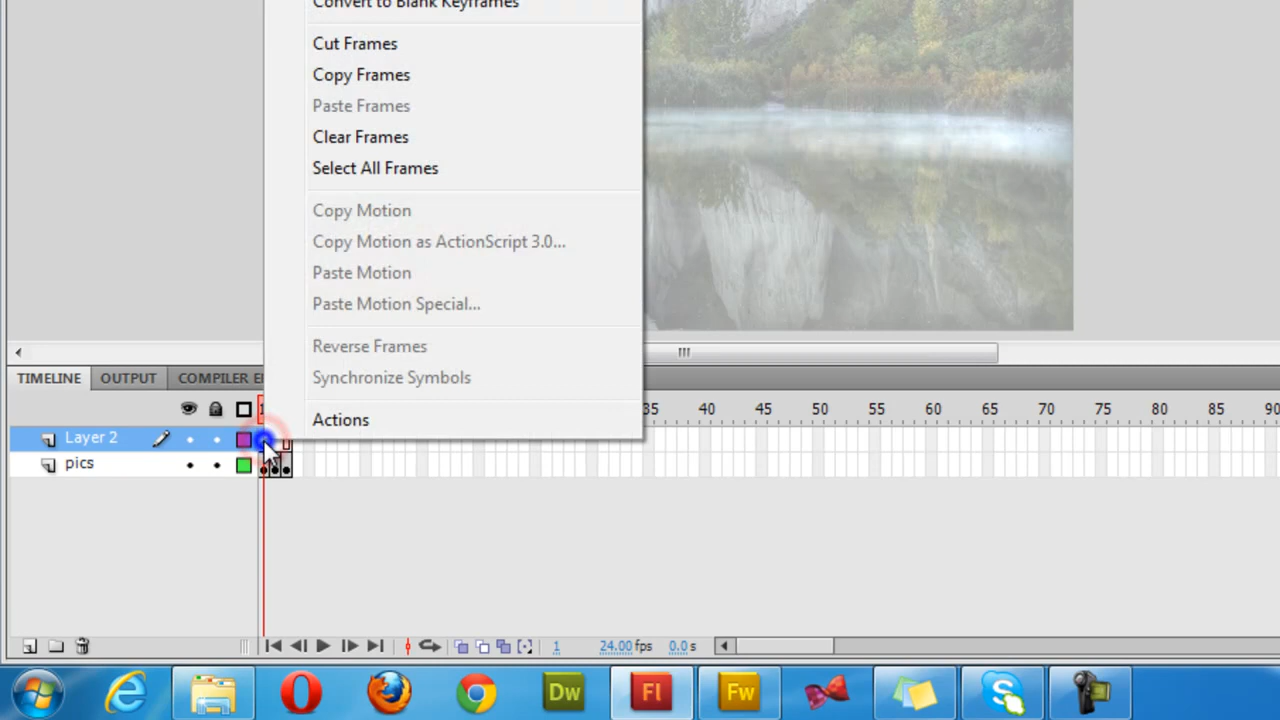 Convert to Blank Keyframes
Cut Frames
Copy Frames
Paste Frames
Clear Frames
Select All Frames
Copy Motion
Copy Motion as ActionScript 3.0...
Paste Motion
Paste Motion Special...
Reverse Frames
Synchronize Symbols
Actions
TIMELINE OUTPUT COMPILER E
1 35 40 45 50 55 60 65 70 75 80 85 90
Layer 2
pics
1 24.00 fps 0.0 s
Dw Fl Fw